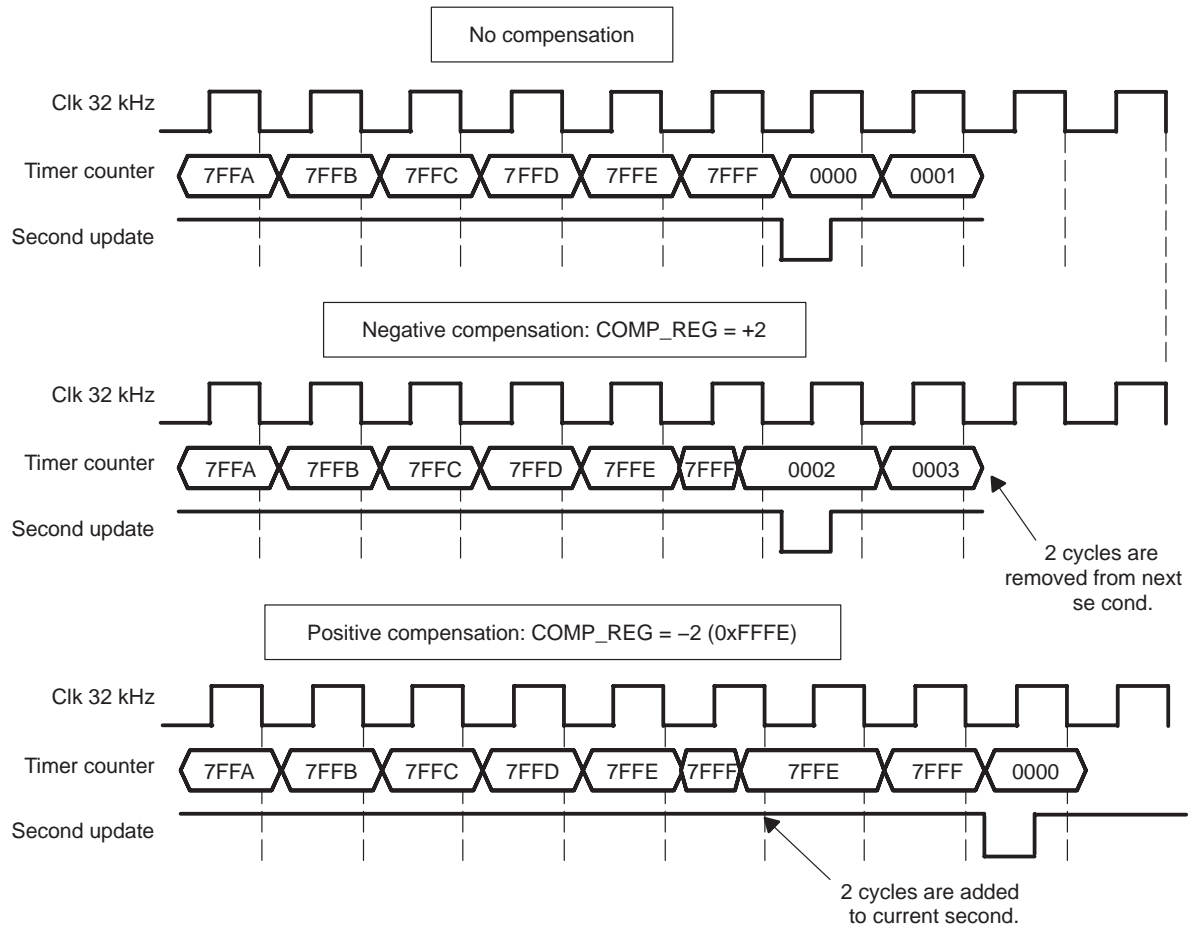 No compensation
Clk 32 kHz
Timer counter
7FFA 7FFB 7FFC 7FFD 7FFE 7FFF 0000 0001
Second update
Negative compensation: COMP_REG = +2
Clk 32 kHz
Timer counter
7FFA 7FFB 7FFC 7FFD 7FFE 7FFF 0002 0003
Second update
2 cycles are
removed from next
se cond.
Positive compensation: COMP_REG = −2 (0xFFFE)
Clk 32 kHz
Timer counter
7FFA 7FFB 7FFC 7FFD 7FFE 7FFF 7FFE 7FFF 0000
Second update
2 cycles are added
to current second.